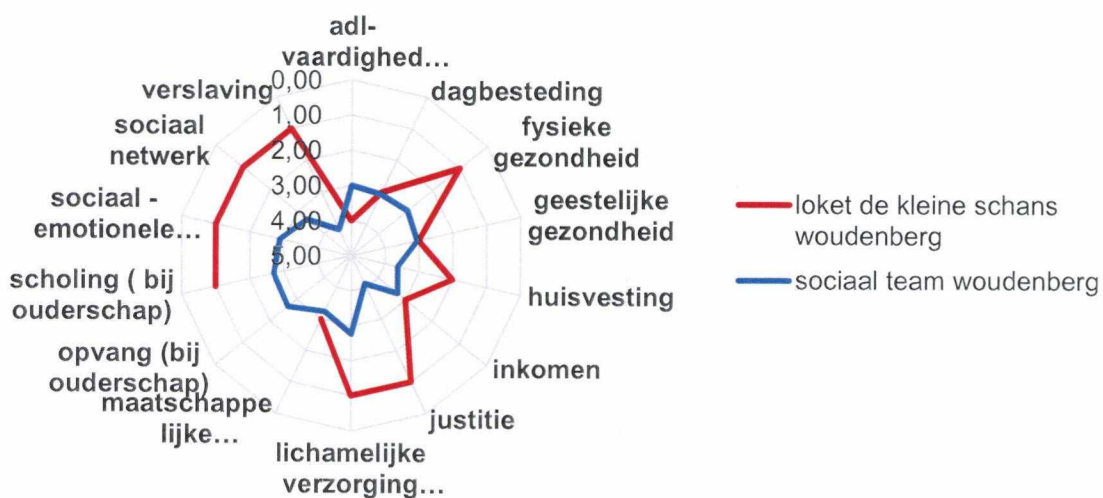 adl-
vaardighed...
dagbesteding
fysieke
gezondheid
geestelijke
gezondheid
huisvesting
inkomen
justitie
lichamelijke
verzorging...
maatschappe
lijke...
opvang (bij
ouderschap)
scholing ( bij
ouderschap)
sociaal -
emotionele...
sociaal
netwerk
verslaving
0,00
1,00
2,00
3,00
4,00
5,00
loket de kleine schans
woudenberg
sociaal team woudenberg